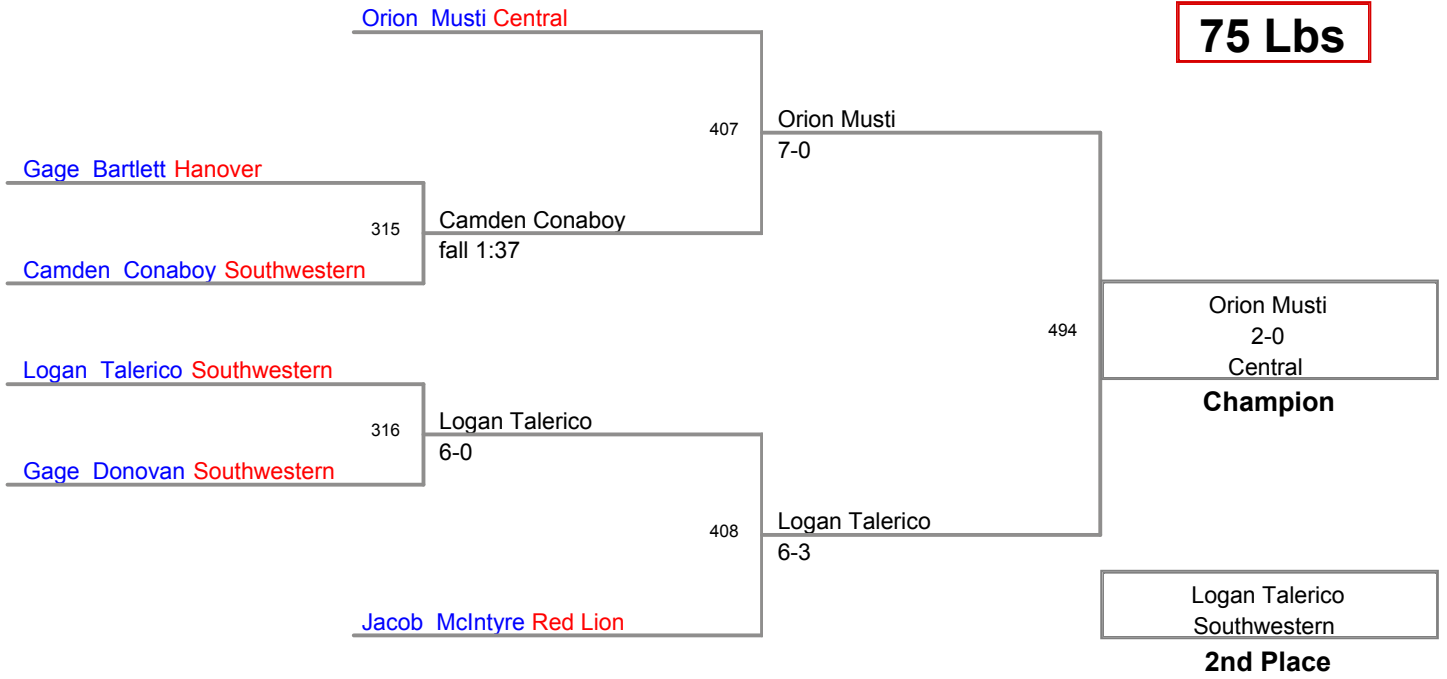 Orion  Musti Central
75 Lbs
407
Orion Musti
7-0
Gage  Bartlett Hanover
315
Camden Conaboy
fall 1:37
Camden  Conaboy Southwestern
494
Orion Musti
2-0
Central
Champion
Logan  Talerico Southwestern
316
Logan Talerico
6-0
Gage  Donovan Southwestern
408
Logan Talerico
6-3
Jacob  McIntyre Red Lion
Logan Talerico
Southwestern
2nd Place